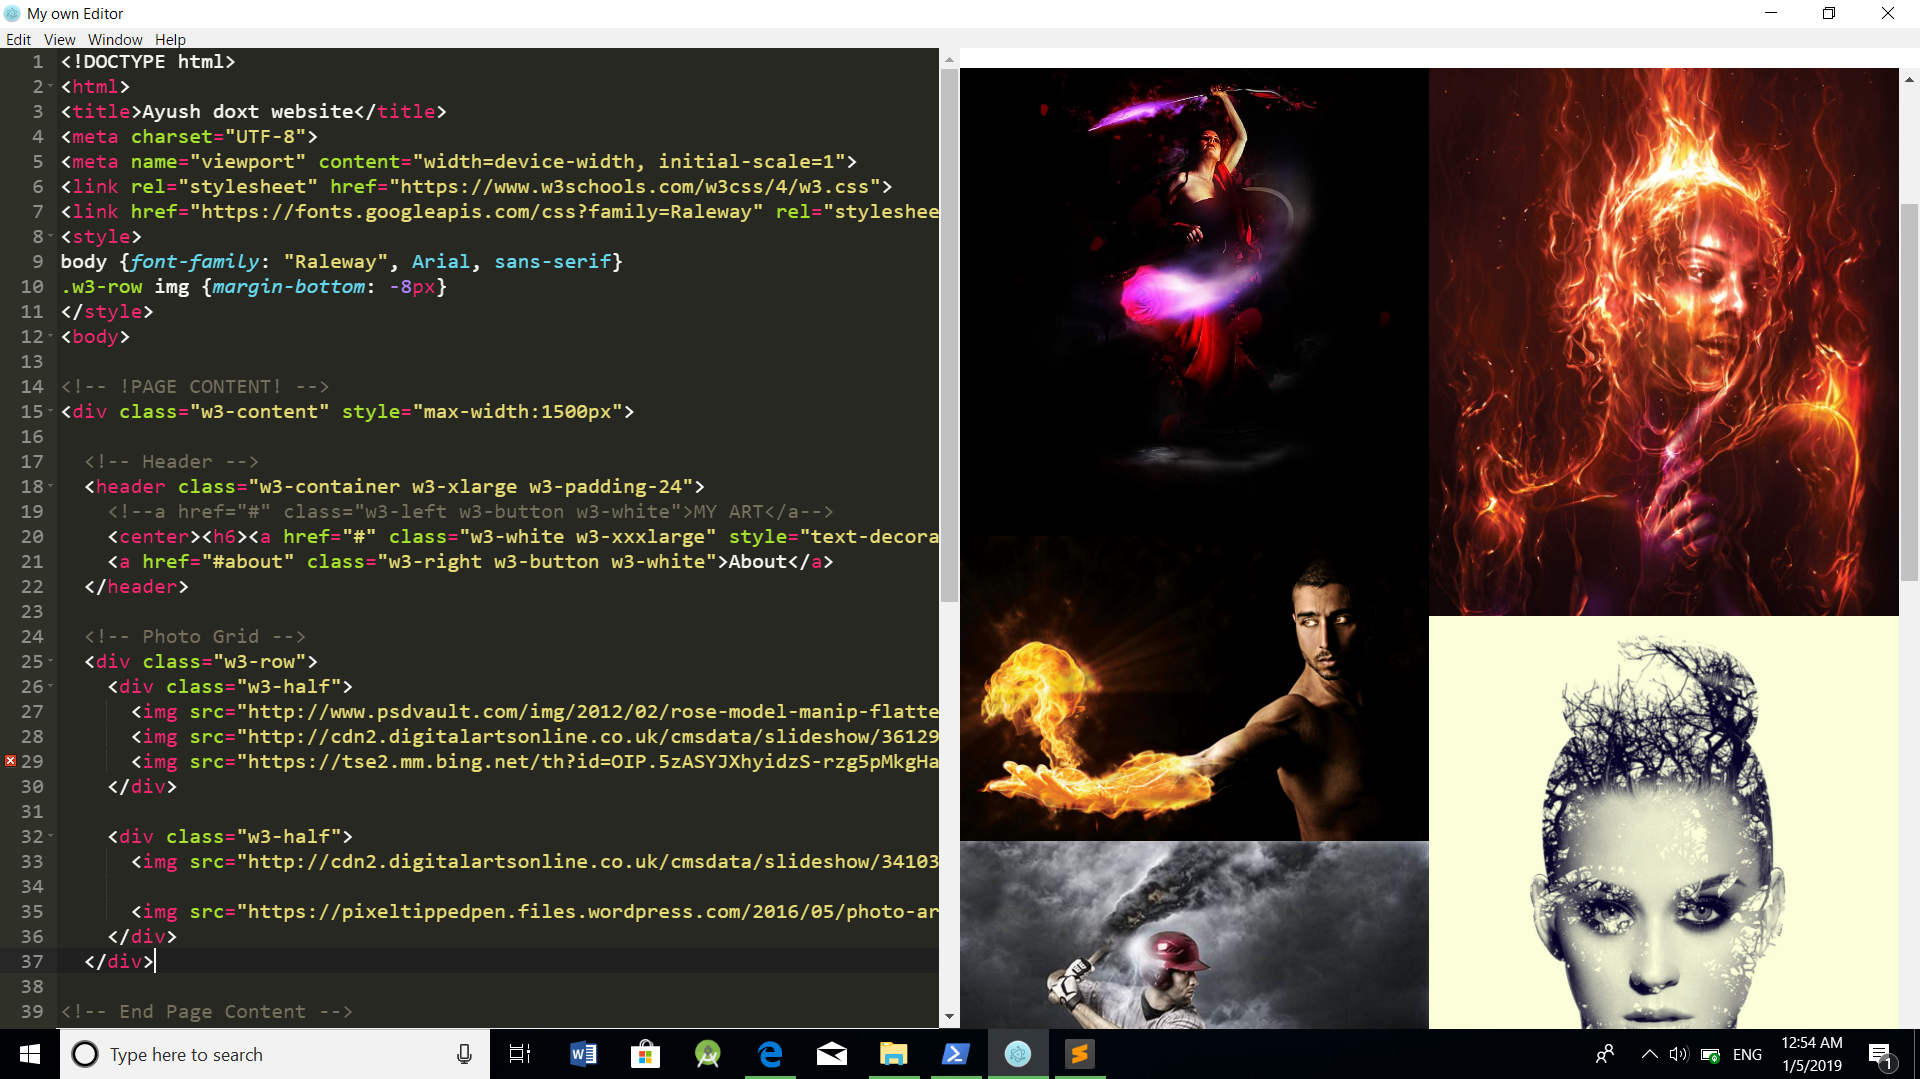 My own Editor
Edit View Window Help
1 <!DOCTYPE html>
2 <html>
3 <title>Ayush doxt website</title>
4 <meta charset="UTF-8">
5 <meta name="viewport" content="width=device-width, initial-scale=1">
6 <link rel="stylesheet" href="https://www.w3schools.com/w3css/4/w3.css">
7 <link href="https://fonts.googleapis.com/css?family=Raleway" rel="styleshee
8 <style>
9 body {font-family: "Raleway", Arial, sans-serif}
10 .w3-row img {margin-bottom: -8px}
11 </style>
12 <body>
13
14 <!-- !PAGE CONTENT! -->
15 <div class="w3-content" style="max-width:1500px">
16
17 <!-- Header -->
18 <header class="w3-container w3-xlarge w3-padding-24">
19 <!--a href="#" class="w3-left w3-button w3-white">MY ART</a-->
20 <center><h6><a href="#" class="w3-white w3-xxxlarge" style="text-decora
21 <a href="#about" class="w3-right w3-button w3-white">About</a>
22 </header>
23
24 <!-- Photo Grid -->
25 <div class="w3-row">
26 <div class="w3-half">
27 <img src="http://www.psdvault.com/img/2012/02/rose-model-manip-flatte
28 <img src="http://cdn2.digitalartsonline.co.uk/cmsdata/slideshow/36129
29 <img src="https://tse2.mm.bing.net/th?id=OIP.5zASYJXhyidzS-rzg5pMkgHa
30 </div>
31
32 <div class="w3-half">
33 <img src="http://cdn2.digitalartsonline.co.uk/cmsdata/slideshow/34103
34
35 <img src="https://pixeltippedpen.files.wordpress.com/2016/05/photo-ar
36 </div>
37 </div>
38
39 <!-- End Page Content -->
Type here to search
ENG
12:54 AM
1/5/2019
1